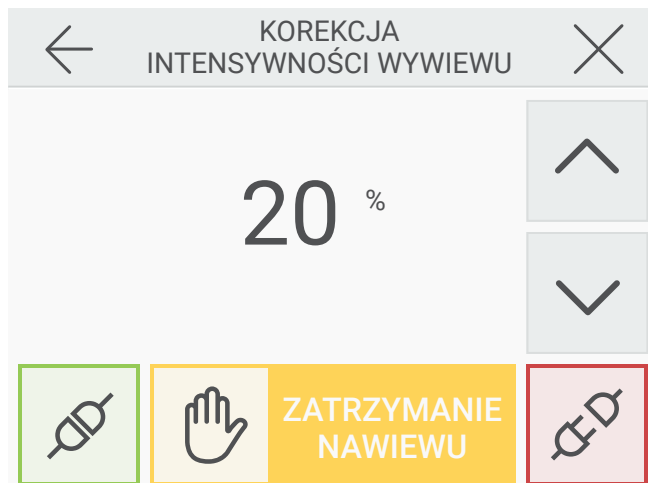 KOREKCJA
INTENSYWNOŚCI WYWIEWU
20 %
ZATRZYMANIE
NAWIEWU